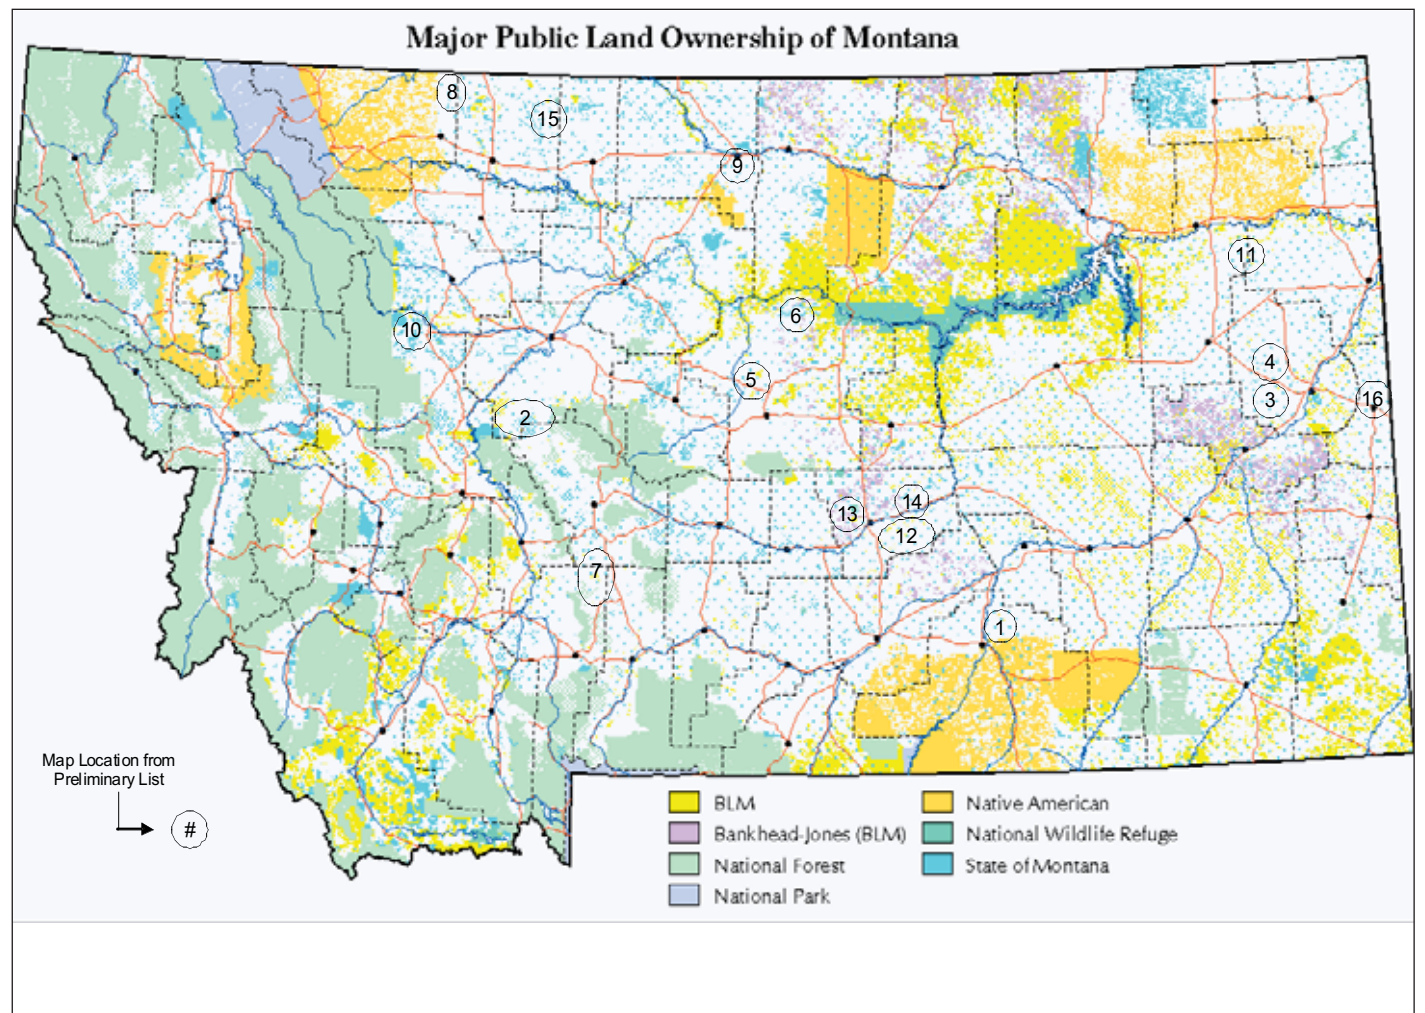 Major Public Land Ownership of Montana
8
15
9
11
6
10
4
5
3
16
2
14
13
12
7
1
Map Location from
Preliminary List
#
BLM
Bankhead-Jones (BLM)
National Forest
National Park
Native American
National Wildlife Refuge
State of Montana